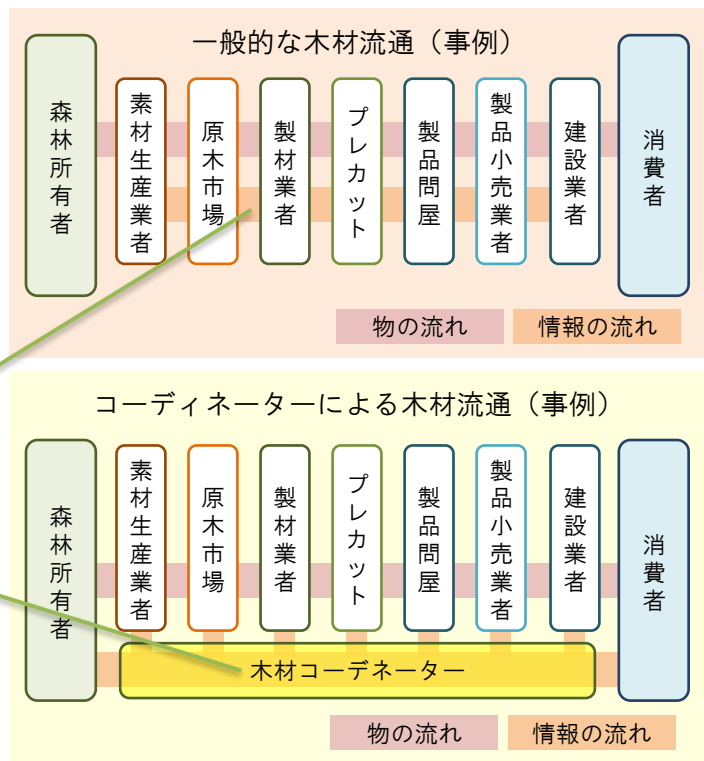 一般的な木材流通（事例）
森林所有者
素材生産業者
原木市場
製材業者
プレカット
製品問屋
製品小売業者
建設業者
消費者
物の流れ
情報の流れ
コーディネーターによる木材流通（事例）
森林所有者
素材生産業者
原木市場
製材業者
プレカット
製品問屋
製品小売業者
建設業者
消費者
木材コーデネーター
物の流れ
情報の流れ